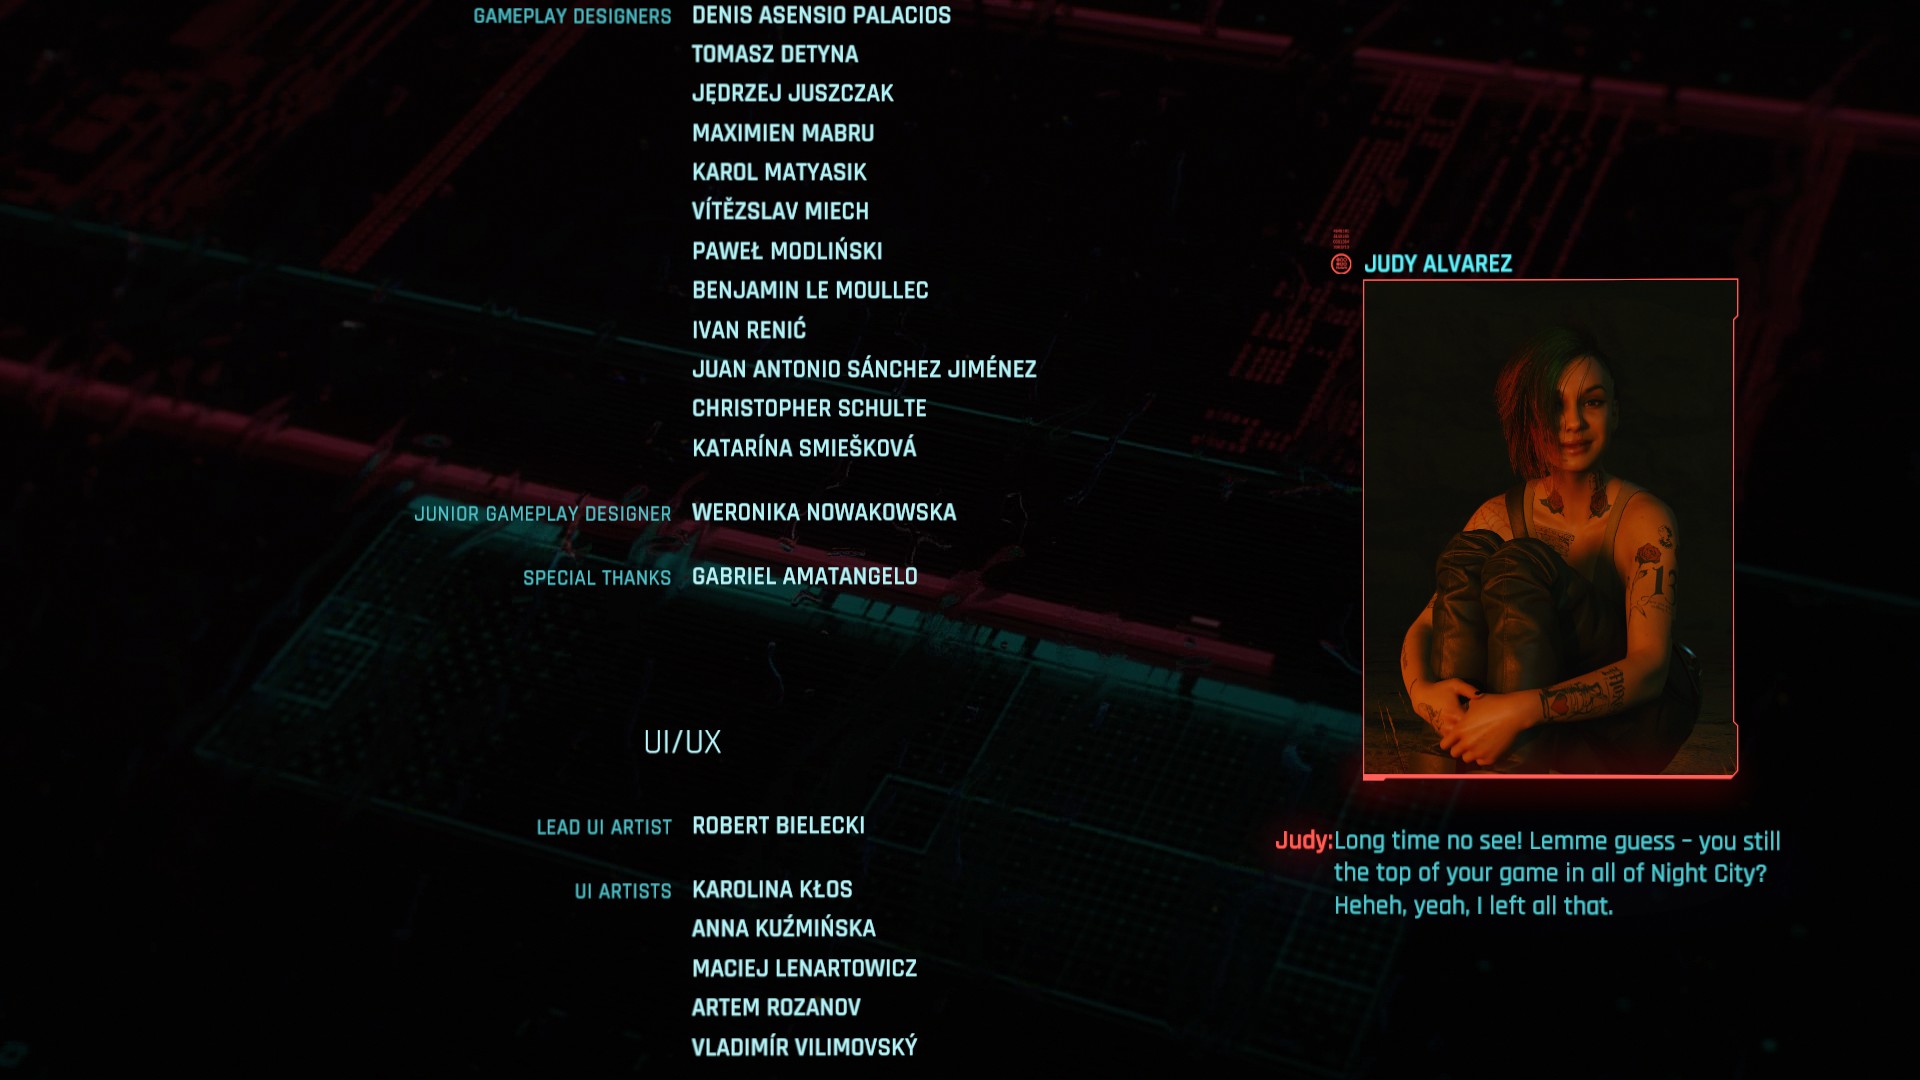 GAMEPLAY DESIGNERS DENIS ASENSIO PALACIOS
TOMASZ DETYNA
JĘDRZEJ JUSZCZAK
MAXIMIEN MABRU
KAROL MATYASIK
VÍTĚZSLAV MIECH
PAWEŁ MODLIŃSKI
BENJAMIN LE MOULLEC
IVAN RENIĆ
JUAN ANTONIO SÁNCHEZ JIMÉNEZ
CHRISTOPHER SCHULTE
KATARÍNA SMIEŠKOVÁ
JUNIOR GAMEPLAY DESIGNER WERONIKA NOWAKOWSKA
SPECIAL THANKS GABRIEL AMATANGELO
UI/UX
LEAD UI ARTIST ROBERT BIELECKI
UI ARTISTS KAROLINA KŁOS
ANNA KUŹMIŃSKA
MACIEJ LENARTOWICZ
ARTEM ROZANOV
VLADIMÍR VILIMOVSKÝ
JUDY ALVAREZ
13
Judy: Long time no see! Lemme guess – you still
the top of your game in all of Night City?
Heheh, yeah, I left all that.